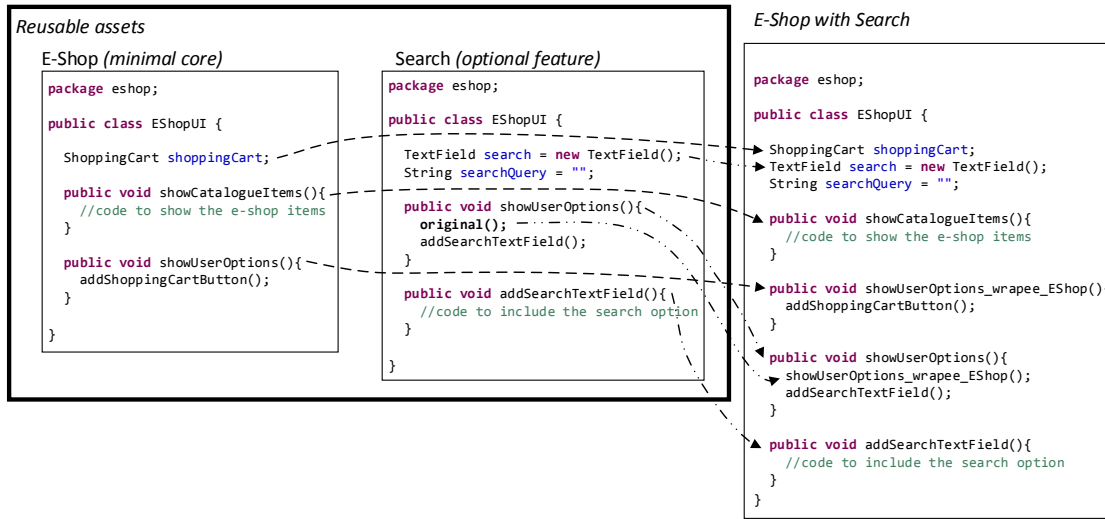 Reusable assets
E-Shop (minimal core)
package eshop;
public class EShopUI {
ShoppingCart shoppingCart;
public void showCatalogueItems(){
//code to show the e-shop items
}
public void showUserOptions(){
addShoppingCartButton();
}
}
Search (optional feature)
package eshop;
public class EShopUI {
TextField search = new TextField();
String searchQuery = "";
public void showUserOptions(){
original();
addSearchTextField();
}
public void addSearchTextField(){
//code to include the search option
}
}
E-Shop with Search
package eshop;
public class EShopUI {
ShoppingCart shoppingCart;
TextField search = new TextField();
String searchQuery = "";
public void showCatalogueItems(){
//code to show the e-shop items
}
public void showUserOptions_wrapee_EShop(){
addShoppingCartButton();
}
public void showUserOptions(){
showUserOptions_wrapee_EShop();
addSearchTextField();
}
public void addSearchTextField(){
//code to include the search option
}
}